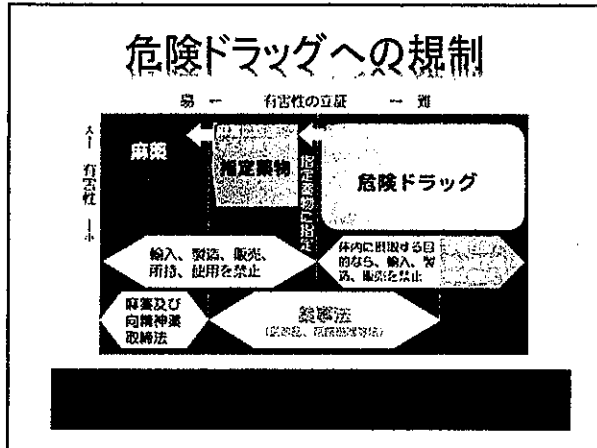 危険ドラッグへの規制
易 ← 有害性の立証 → 難
大 ← 有害性 → 小
麻薬
指定薬物
指定薬物に指定
危険ドラッグ
輸入、製造、販売、
所持、使用を禁止
体内に摂取する目
的なら、輸入、製
造、販売を禁止
麻薬及び
向精神薬
取締法
薬事法